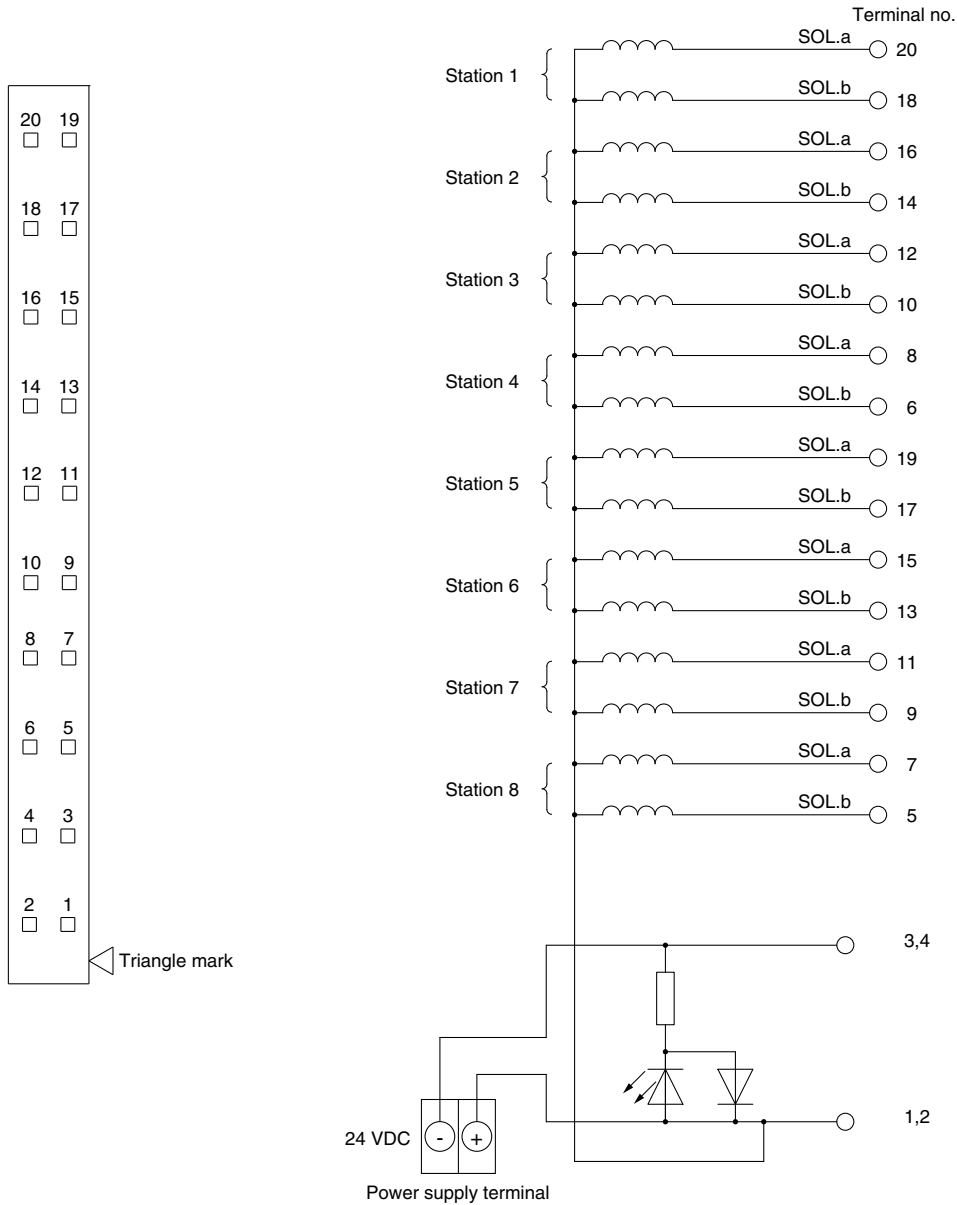 Terminal no.
20 19
18 17
16 15
14 13
12 11
10 9
8 7
6 5
4 3
2 1
Triangle mark
Station 1
SOL.a 20
SOL.b 18
Station 2
SOL.a 16
SOL.b 14
Station 3
SOL.a 12
SOL.b 10
Station 4
SOL.a 8
SOL.b 6
Station 5
SOL.a 19
SOL.b 17
Station 6
SOL.a 15
SOL.b 13
Station 7
SOL.a 11
SOL.b 9
Station 8
SOL.a 7
SOL.b 5
3,4
1,2
24 VDC - +
Power supply terminal